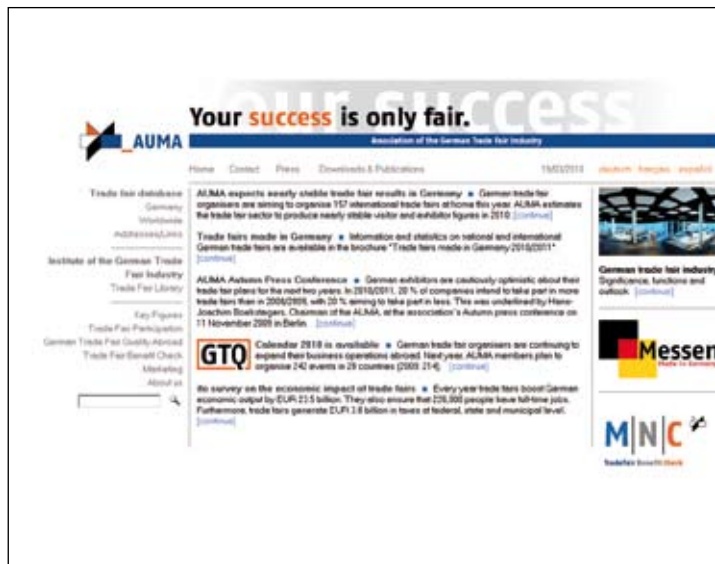 Your success is only fair.
_AUMA
Association of the German Trade Fair Industry
Home Contact Press Downloads & Publications 19/03/2010 deutsch français español
Trade fair database
Germany
Worldwide
Addresses/Links
Institute of the German Trade
Fair Industry
Trade Fair Library
Key Figures
Trade Fair Participation
German Trade Fair Quality Abroad
Trade Fair Benefit Check
Marketing
About us
AUMA expects nearly stable trade fair results in Germany ▪ German trade fair
organisers are aiming to organise 157 international trade fairs at home this year. AUMA estimates
the trade fair sector to produce nearly stable visitor and exhibitor figures in 2010. [continue]
Trade fairs made in Germany ▪ Information and statistics on national and international
German trade fairs are available in the brochure "Trade fairs made in Germany 2010/2011"
[continue]
AUMA Autumn Press Conference ▪ German exhibitors are cautiously optimistic about their
trade fair plans for the next two years. In 2010/2011, 20 % of companies intend to take part in more
trade fairs than in 2008/2009, with 20 % aiming to take part in less. This was underlined by Hans-
Joachim Boekstegers, Chairman of the AUMA, at the association's Autumn press conference on
11 November 2009 in Berlin. [continue]
GTQ
Calendar 2010 is available ▪ German trade fair organisers are continuing to
expand their business operations abroad. Next year, AUMA members plan to
organise 242 events in 28 countries (2009: 214). [continue]
ifo survey on the economic impact of trade fairs ▪ Every year trade fairs boost German
economic output by EUR 23.5 billion. They also ensure that 226,000 people have full-time jobs.
Furthermore, trade fairs generate EUR 3.8 billion in taxes at federal, state and municipal level.
[continue]
German trade fair industry
Significance, functions and
outlook [continue]
Messen
Made in Germany
M|N|C
Tradefair Benefit Check